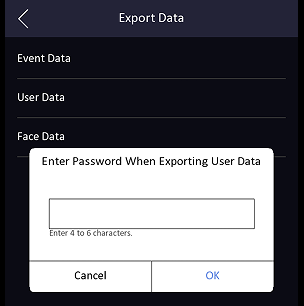 Export Data
Event Data
User Data
Face Data
Enter Password When Exporting User Data
Enter 4 to 6 characters.
Cancel
OK